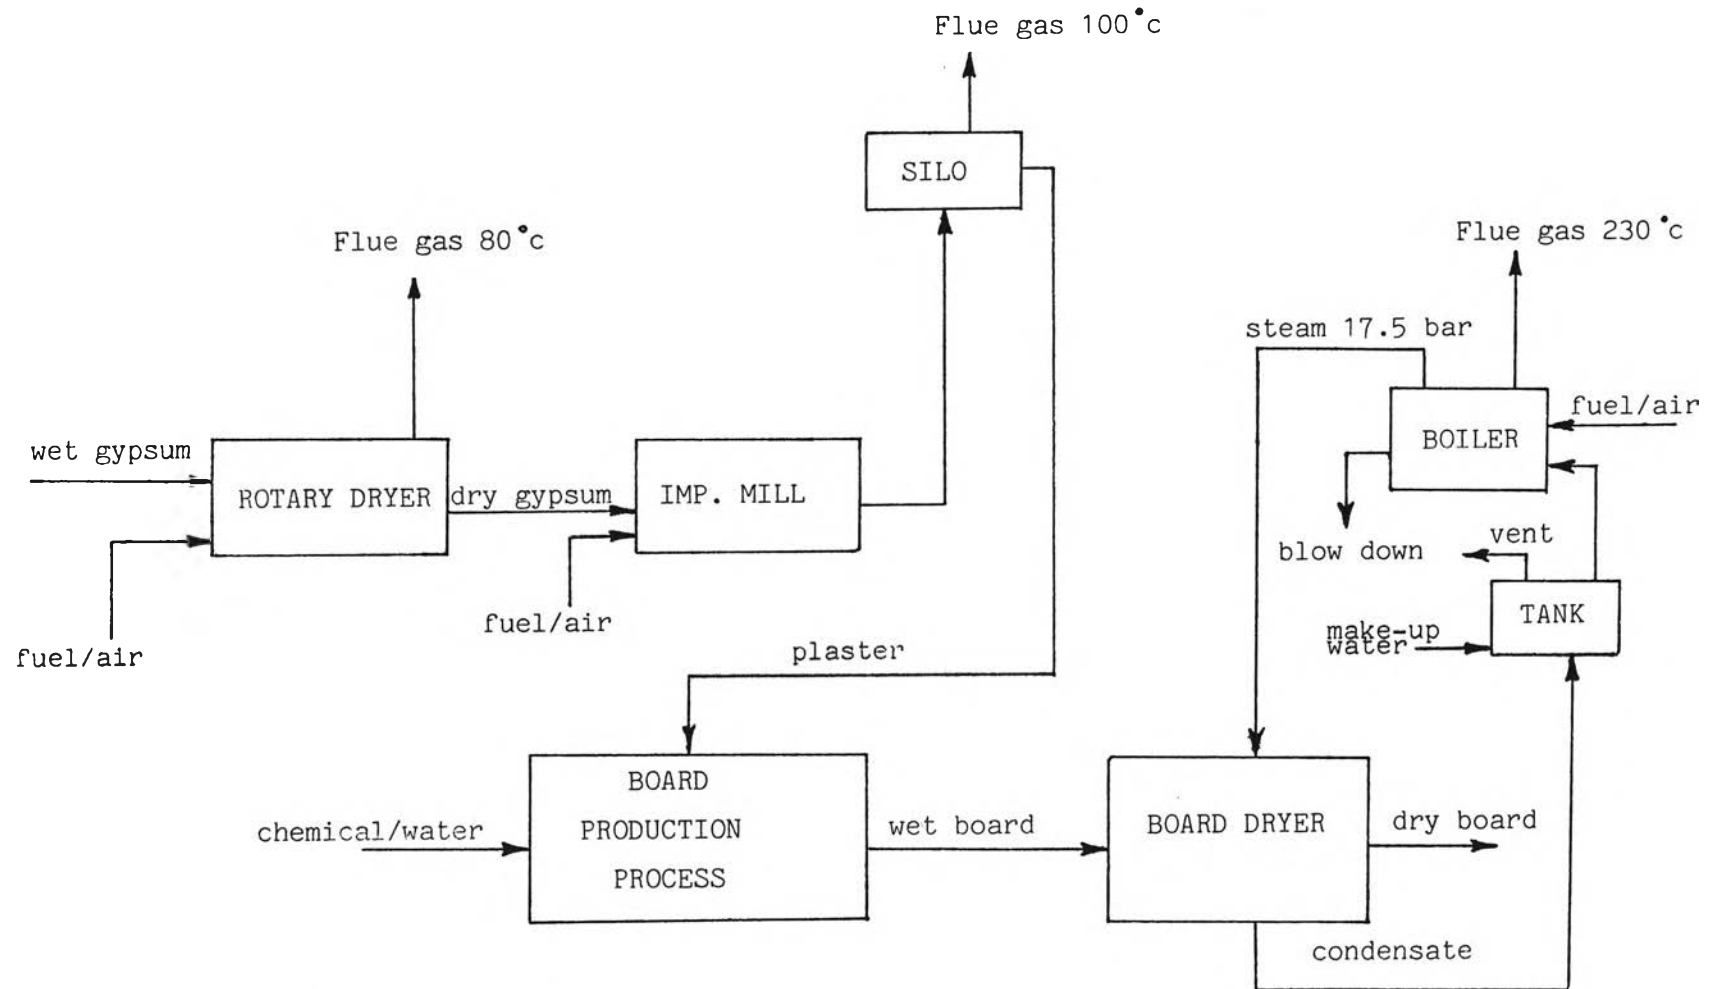 Flue gas 100°c
SILO
Flue gas 80°c
Flue gas 230°c
steam 17.5 bar
fuel/air
BOILER
wet gypsum
ROTARY DRYER
dry gypsum
IMP. MILL
blow down
vent
TANK
make-up
water
fuel/air
fuel/air
plaster
BOARD
PRODUCTION
PROCESS
chemical/water
wet board
BOARD DRYER
dry board
condensate